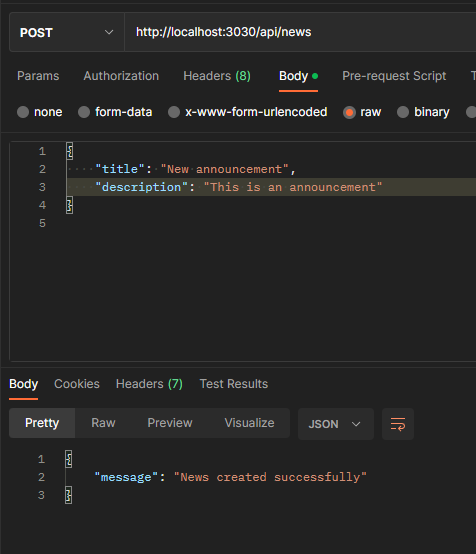 POST http://localhost:3030/api/news
Params Authorization Headers (8) Body Pre-request Script
none form-data x-www-form-urlencoded raw binary
1 {
2 "title": "New announcement",
3 "description": "This is an announcement"
4 }
5
Body Cookies Headers (7) Test Results
Pretty Raw Preview Visualize JSON
1 {
2 "message": "News created successfully"
3 }